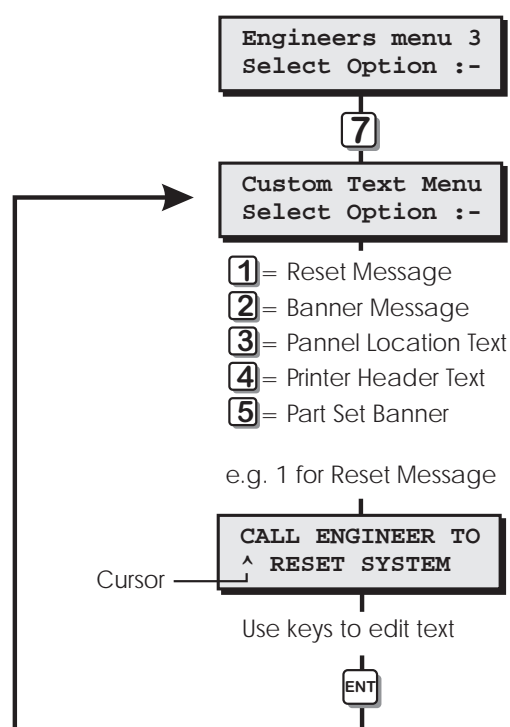 Engineers menu 3
Select Option :-
7
Custom Text Menu
Select Option :-
1 = Reset Message
2 = Banner Message
3 = Pannel Location Text
4 = Printer Header Text
5 = Part Set Banner
e.g. 1 for Reset Message
CALL ENGINEER TO
^ RESET SYSTEM
Cursor
Use keys to edit text
ENT